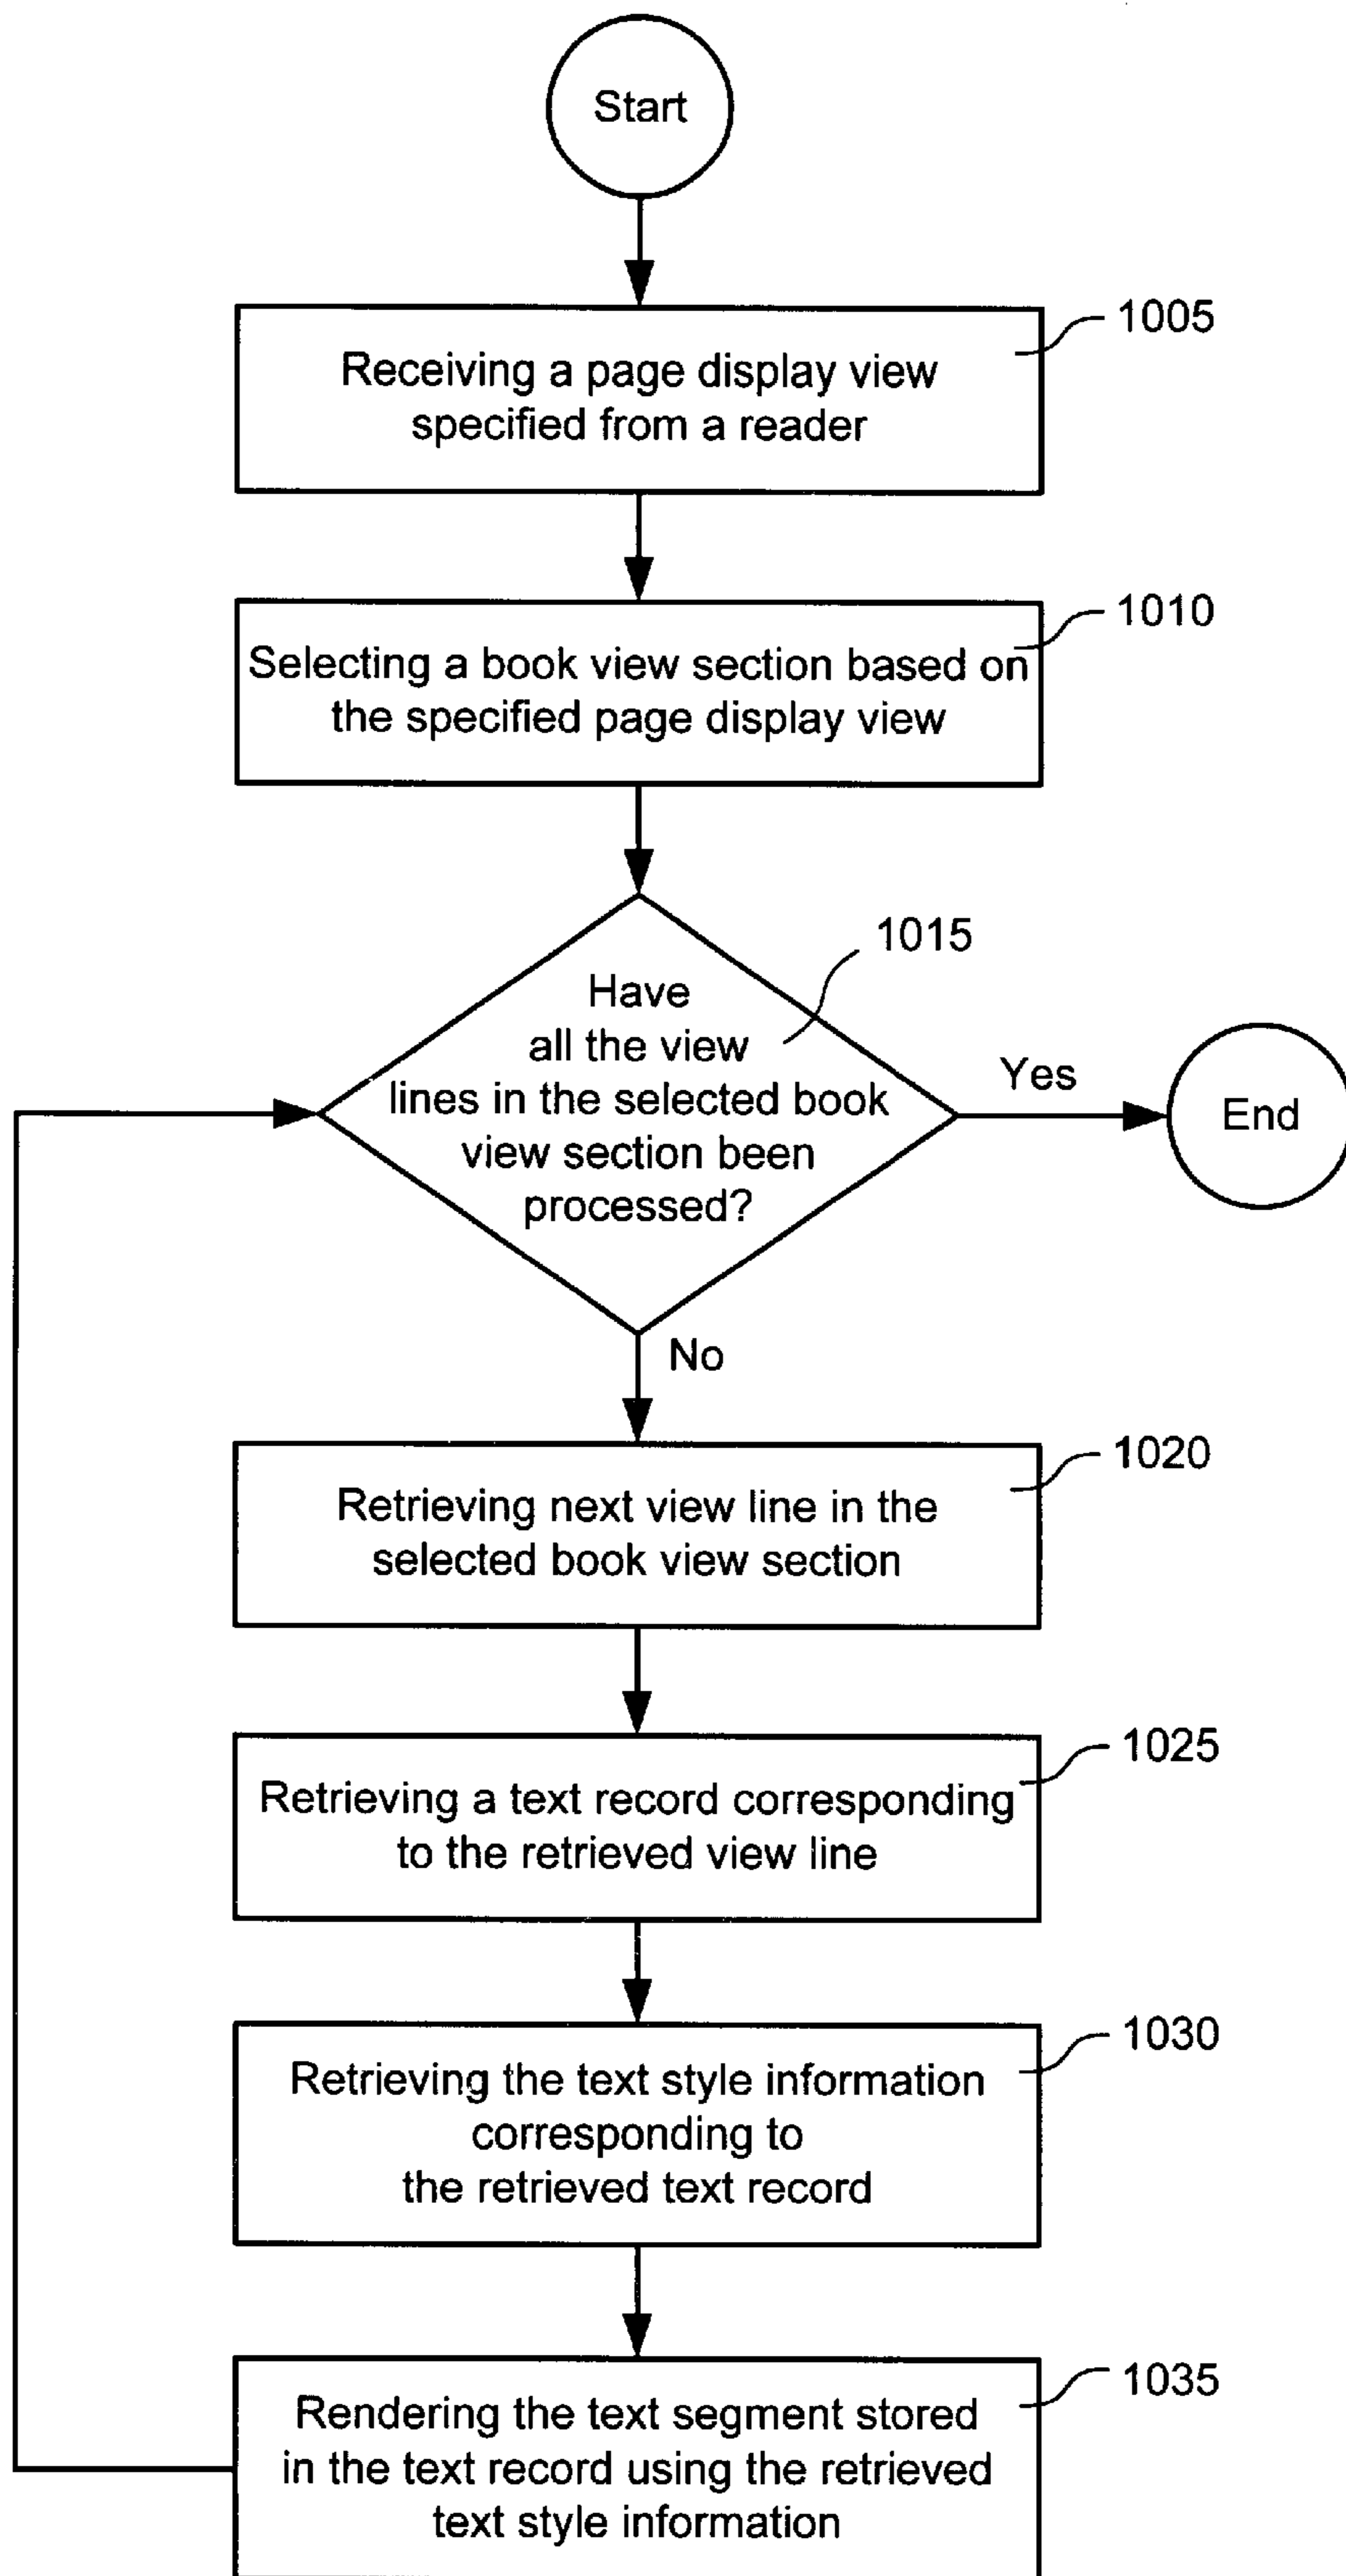 Start
1005
Receiving a page display view
specified from a reader
1010
Selecting a book view section based on
the specified page display view
1015
Have
all the view
lines in the selected book
view section been
processed?
Yes
End
No
1020
Retrieving next view line in the
selected book view section
1025
Retrieving a text record corresponding
to the retrieved view line
1030
Retrieving the text style information
corresponding to
the retrieved text record
1035
Rendering the text segment stored
in the text record using the retrieved
text style information